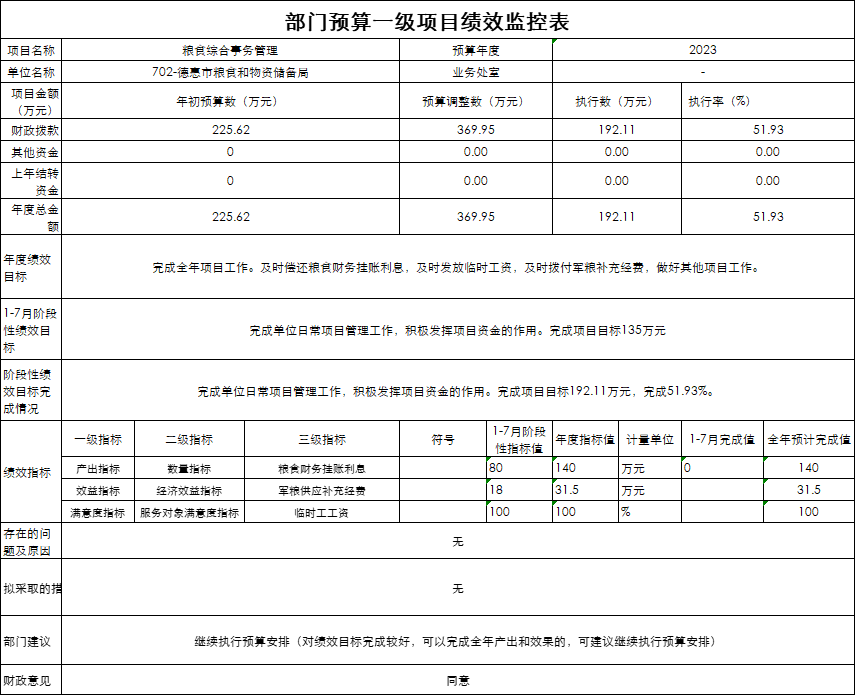 部门预算一级项目绩效监控表
项目名称 粮食综合事务管理 预算年度 2023
单位名称 702-德惠市粮食和物资储备局 业务处室 -
项目金额
（万元） 年初预算数（万元） 预算调整数（万元） 执行数（万元） 执行率（%）
财政拨款 225.62 369.95 192.11 51.93
其他资金 0 0.00 0.00 0.00
上年结转
资金 0 0.00 0.00 0.00
年度总金
额 225.62 369.95 192.11 51.93
年度绩效
目标 完成全年项目工作。及时偿还粮食财务挂账利息，及时发放临时工资，及时拨付军粮补充经费，做好其他项目工作。
1-7月阶段
性绩效目
标 完成单位日常项目管理工作，积极发挥项目资金的作用。完成项目目标135万元
阶段性绩
效目标完
成情况 完成单位日常项目管理工作，积极发挥项目资金的作用。完成项目目标192.11万元，完成51.93%。
绩效指标 一级指标 二级指标 三级指标 符号 1-7月阶段
性指标值 年度指标值 计量单位 1-7月完成值 全年预计完成值
产出指标 数量指标 粮食财务挂账利息 80 140 万元 0 140
效益指标 经济效益指标 军粮供应补充经费 18 31.5 万元 31.5
满意度指标 服务对象满意度指标 临时工工资 100 100 % 100
存在的问
题及原因 无
拟采取的措 无
部门建议 继续执行预算安排（对绩效目标完成较好，可以完成全年产出和效果的，可建议继续执行预算安排）
财政意见 同意